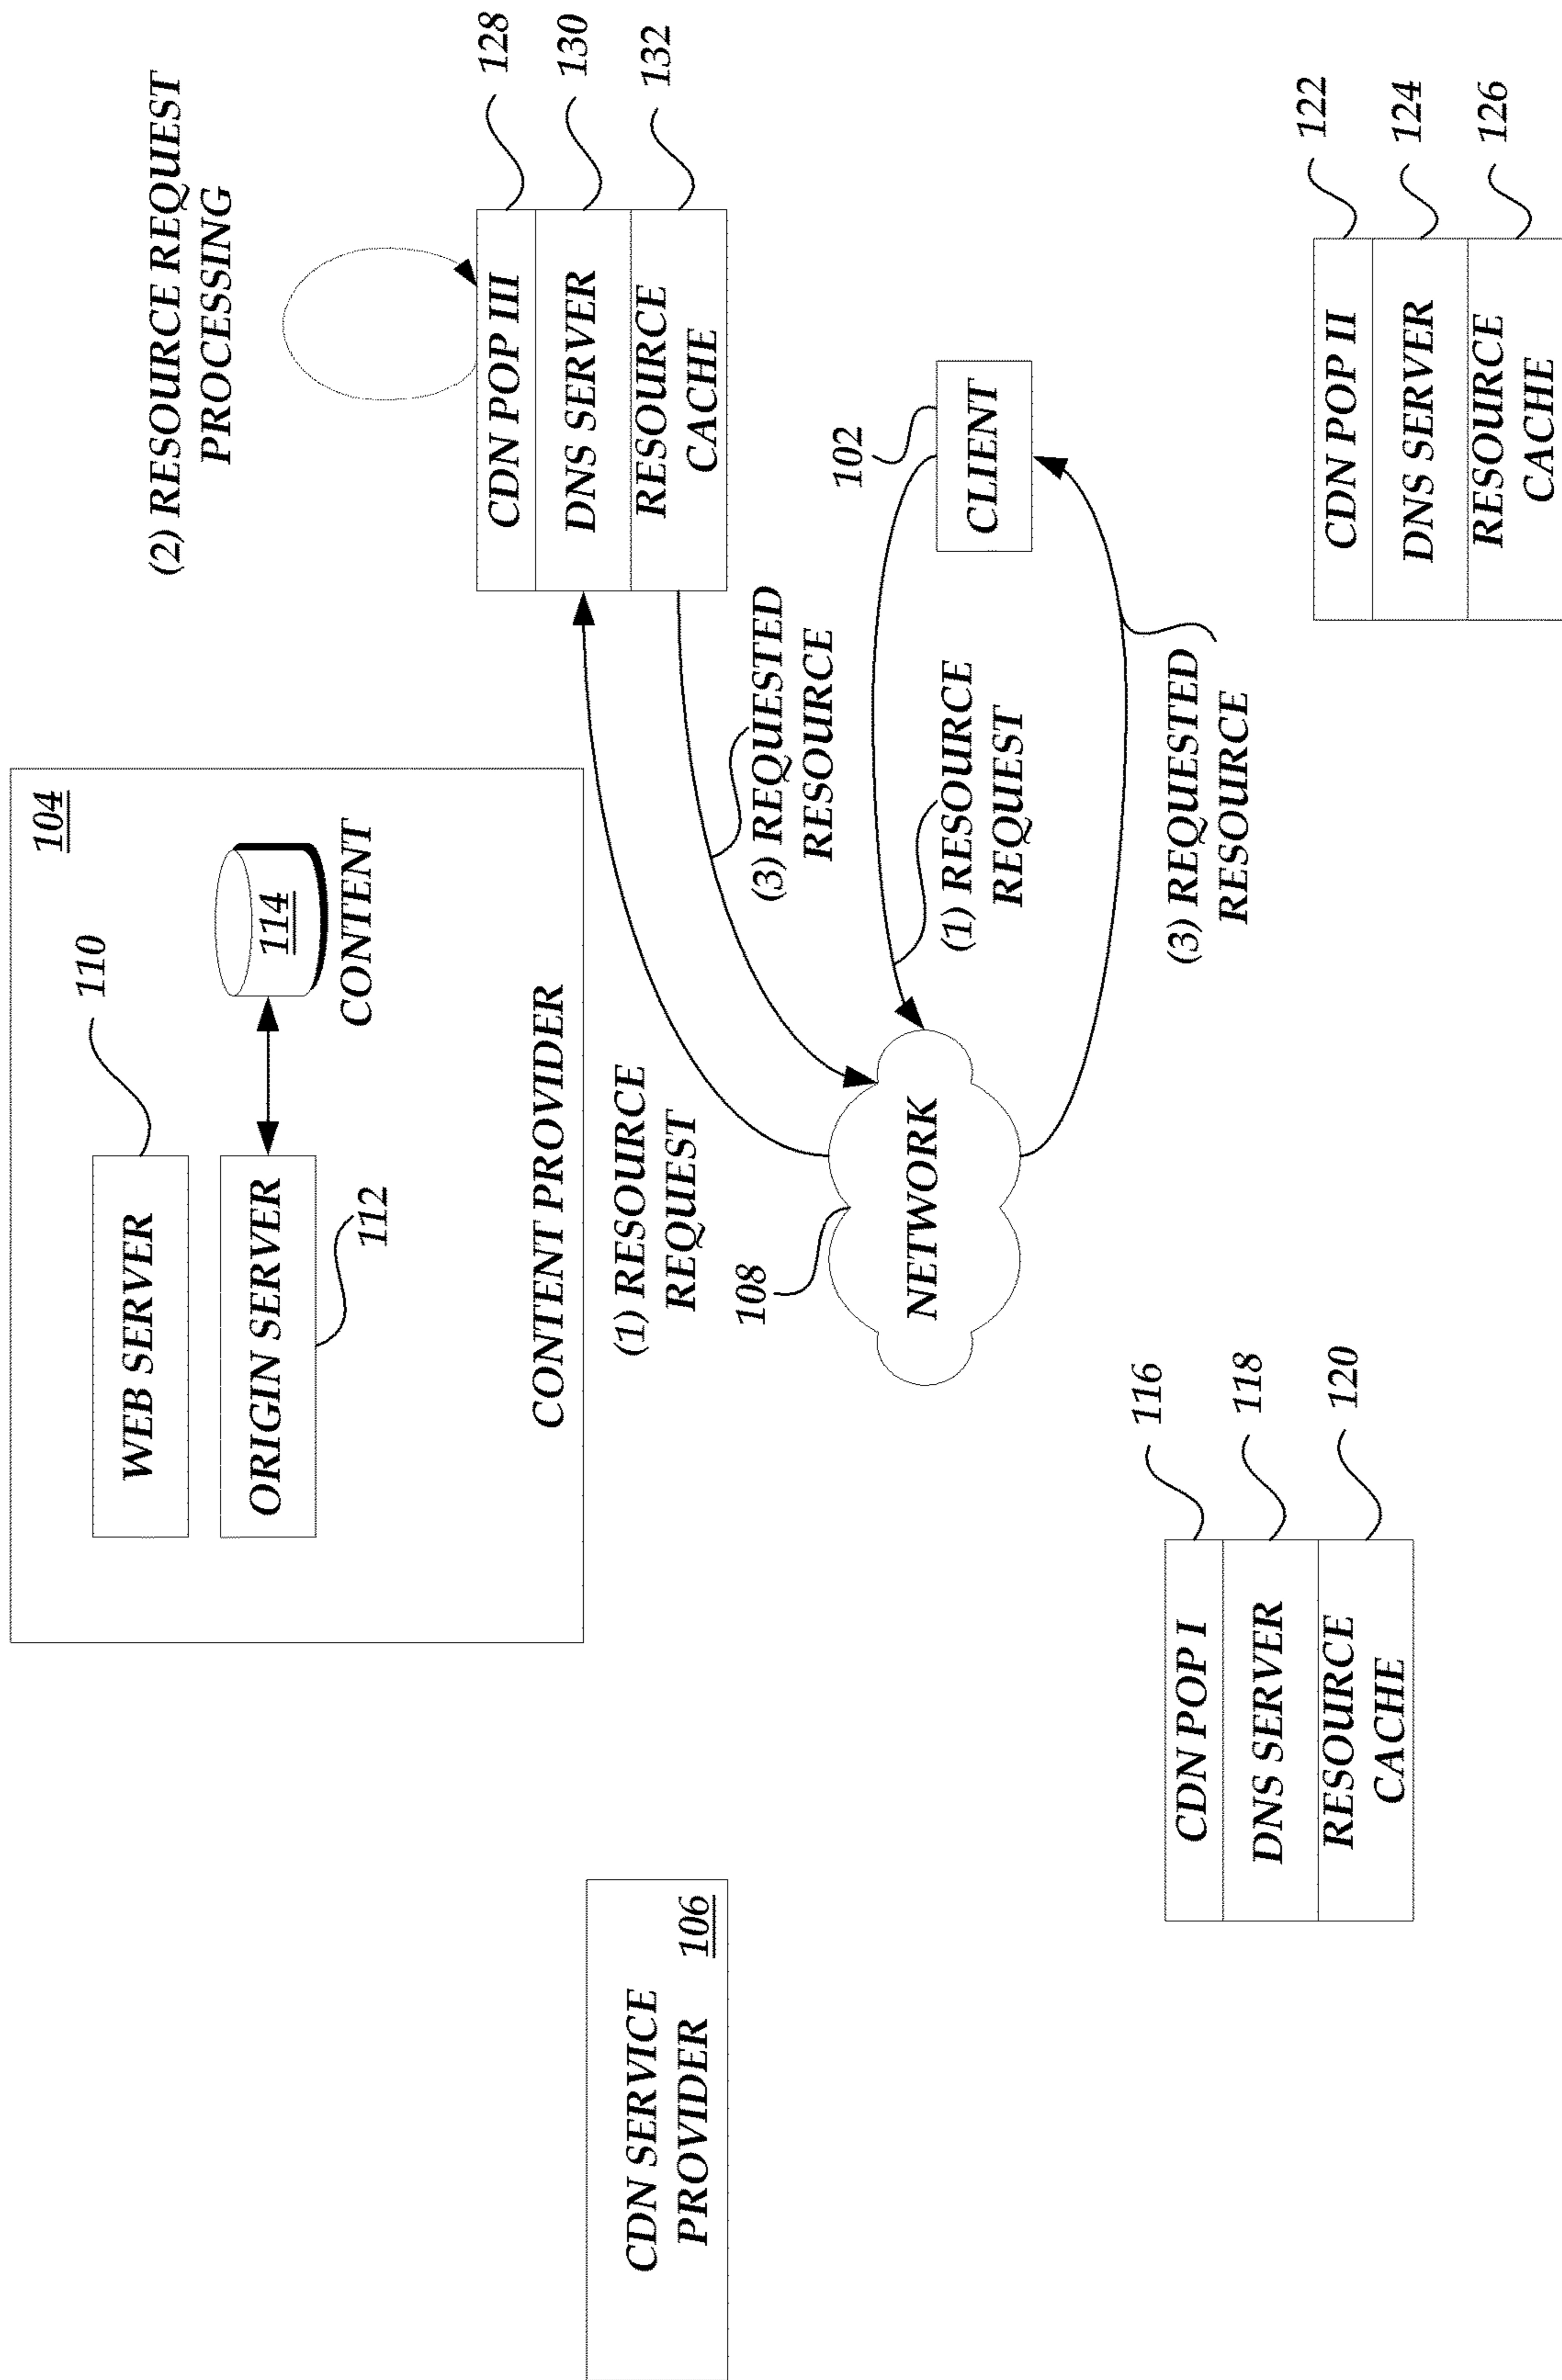 104
WEB SERVER
110
ORIGIN SERVER
112
114
CONTENT
CONTENT PROVIDER
(2) RESOURCE REQUEST
PROCESSING
CDN SERVICE
PROVIDER
106
(1) RESOURCE
REQUEST
CDN POP III
128
DNS SERVER
130
RESOURCE
CACHE
132
(3) REQUESTED
RESOURCE
108
NETWORK
102
CLIENT
(1) RESOURCE
REQUEST
(3) REQUESTED
RESOURCE
CDN POP I
116
DNS SERVER
118
RESOURCE
CACHE
120
CDN POP II
122
DNS SERVER
124
RESOURCE
CACHE
126